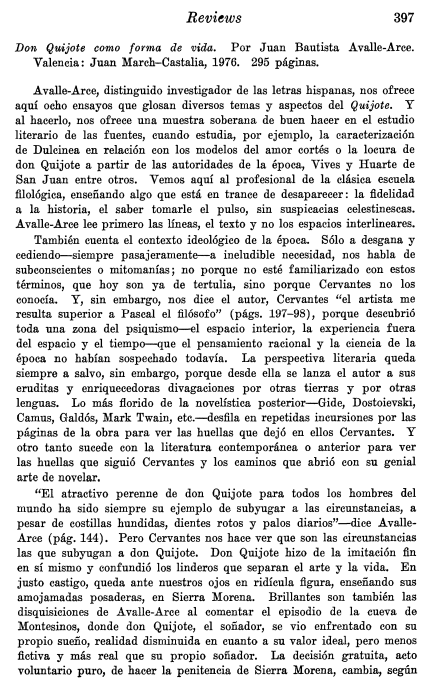 Reviews 397
Don Quijote como forma de vida. Por Juan Bautista Avalle-Arce.
Valencia: Juan March-Castalia, 1976. 295 páginas.
Avalle-Arce, distinguido investigador de las letras hispanas, nos ofrece
aquí ocho ensayos que glosan diversos temas y aspectos del Quijote. Y
al hacerlo, nos ofrece una muestra soberana de buen hacer en el estudio
literario de las fuentes, cuando estudia, por ejemplo, la caracterización
de Dulcinea en relación con los modelos del amor cortés o la locura de
don Quijote a partir de las autoridades de la época, Vives y Huarte de
San Juan entre otros. Vemos aquí al profesional de la clásica escuela
filológica, enseñando algo que está en trance de desaparecer: la fidelidad
a la historia, el saber tomarle el pulso, sin suspicacias celestinescas.
Avalle-Arce lee primero las líneas, el texto y no los espacios interlineares.
También cuenta el contexto ideológico de la época. Sólo a desgana y
cediendo—siempre pasajeramente—a ineludible necesidad, nos habla de
subconscientes o mitomanías; no porque no esté familiarizado con estos
términos, que hoy son ya de tertulia, sino porque Cervantes no los
conocía. Y, sin embargo, nos dice el autor, Cervantes “el artista me
resulta superior a Pascal el filósofo” (págs. 197–98), porque descubrió
toda una zona del psiquismo—el espacio interior, la experiencia fuera
del espacio y el tiempo—que el pensamiento racional y la ciencia de la
época no habían sospechado todavía. La perspectiva literaria queda
siempre a salvo, sin embargo, porque desde ella se lanza el autor a sus
eruditas y enriquecedoras divagaciones por otras tierras y por otras
lenguas. Lo más florido de la novelística posterior—Gide, Dostoievski,
Camus, Galdós, Mark Twain, etc.—desfila en repetidas incursiones por las
páginas de la obra para ver las huellas que dejó en ellos Cervantes. Y
otro tanto sucede con la literatura contemporánea o anterior para ver
las huellas que siguió Cervantes y los caminos que abrió con su genial
arte de novelar.
“El atractivo perenne de don Quijote para todos los hombres del
mundo ha sido siempre su ejemplo de subyugar a las circunstancias, a
pesar de costillas hundidas, dientes rotos y palos diarios”—dice Avalle-
Arce (pág. 144). Pero Cervantes nos hace ver que son las circunstancias
las que subyugan a don Quijote. Don Quijote hizo de la imitación fin
en sí mismo y confundió los linderos que separan el arte y la vida. En
justo castigo, queda ante nuestros ojos en ridícula figura, enseñando sus
amojamadas posaderas, en Sierra Morena. Brillantes son también las
disquisiciones de Avalle-Arce al comentar el episodio de la cueva de
Montesinos, donde don Quijote, el soñador, se vio enfrentado con su
propio sueño, realidad disminuida en cuanto a su valor ideal, pero menos
fictiva y más real que su propio soñador. La decisión gratuita, acto
voluntario puro, de hacer la penitencia de Sierra Morena, cambia, según